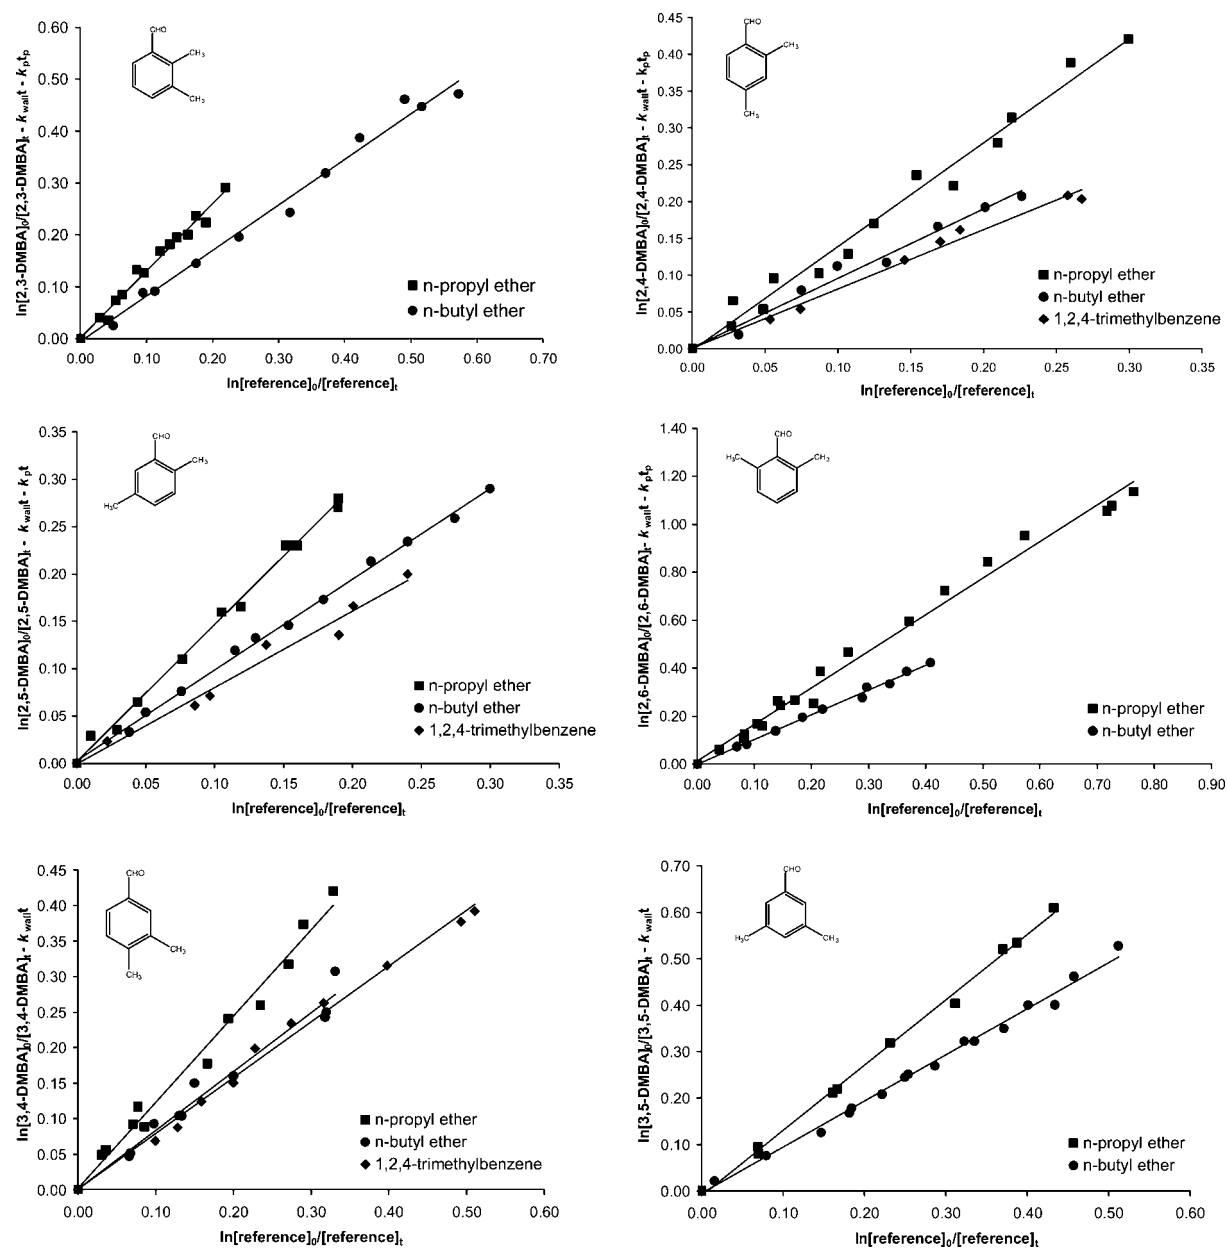 0.60
0.50
0.40
0.30
0.20
0.10
0.00
ln[2,3-DMBA]₀/[2,3-DMBA]ₜ - k wall t - kₚtₚ
CHO
CH₃
CH₃
n-propyl ether
n-butyl ether
0.00 0.10 0.20 0.30 0.40 0.50 0.60 0.70
ln[reference]₀/[reference]ₜ
0.45
0.40
0.35
0.30
0.25
0.20
0.15
0.10
0.05
0.00
ln[2,4-DMBA]₀/[2,4-DMBA]ₜ - k wall t - kₚtₚ
CHO
CH₃
CH₃
n-propyl ether
n-butyl ether
1,2,4-trimethylbenzene
0.00 0.05 0.10 0.15 0.20 0.25 0.30 0.35
ln[reference]₀/[reference]ₜ
0.35
0.30
0.25
0.20
0.15
0.10
0.05
0.00
ln[2,5-DMBA]₀/[2,5-DMBA]ₜ - k wall t - kₚt
CHO
CH₃
H₃C
n-propyl ether
n-butyl ether
1,2,4-trimethylbenzene
0.00 0.05 0.10 0.15 0.20 0.25 0.30 0.35
ln[reference]₀/[reference]ₜ
1.40
1.20
1.00
0.80
0.60
0.40
0.20
0.00
ln[2,6-DMBA]₀/[2,6-DMBA]ₜ- k wall t - kₚtₚ
CHO
H₃C
CH₃
n-propyl ether
n-butyl ether
0.00 0.10 0.20 0.30 0.40 0.50 0.60 0.70 0.80 0.90
ln[reference]₀/[reference]ₜ
0.45
0.40
0.35
0.30
0.25
0.20
0.15
0.10
0.05
0.00
ln[3,4-DMBA]₀/[3,4-DMBA]ₜ - k wall t
CHO
CH₃
CH₃
n-propyl ether
n-butyl ether
1,2,4-trimethylbenzene
0.00 0.10 0.20 0.30 0.40 0.50 0.60
ln[reference]₀/[reference]ₜ
0.70
0.60
0.50
0.40
0.30
0.20
0.10
0.00
ln[3,5-DMBA]₀/[3,5-DMBA]ₜ - k wall t
CHO
H₃C
CH₃
n-propyl ether
n-butyl ether
0.00 0.10 0.20 0.30 0.40 0.50 0.60
ln[reference]₀/[reference]ₜ